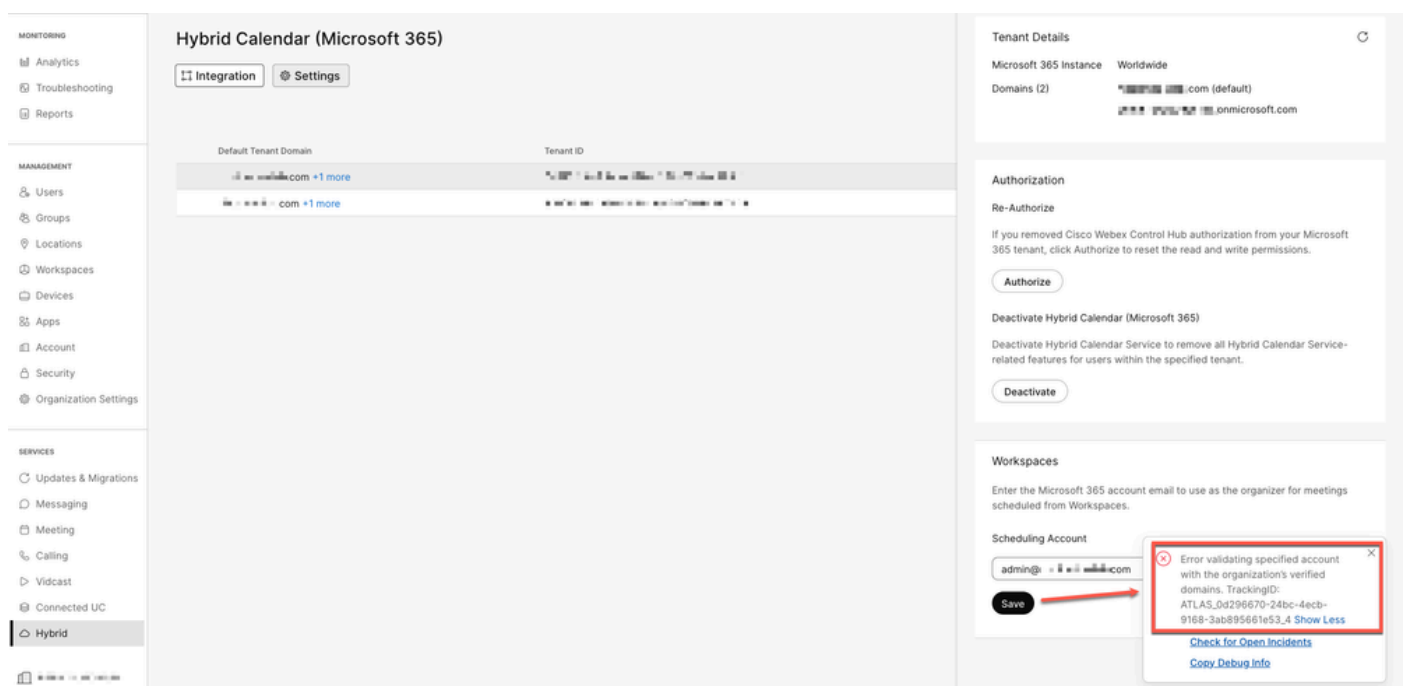 MONITORING
Analytics
Troubleshooting
Reports
MANAGEMENT
Users
Groups
Locations
Workspaces
Devices
Apps
Account
Security
Organization Settings
SERVICES
Updates & Migrations
Messaging
Meeting
Calling
Vidcast
Connected UC
Hybrid
Hybrid Calendar (Microsoft 365)
Integration
Settings
Default Tenant Domain
Tenant ID
com +1 more
com +1 more
Tenant Details
Microsoft 365 Instance Worldwide
Domains (2)
.com (default)
.onmicrosoft.com
Authorization
Re-Authorize
If you removed Cisco Webex Control Hub authorization from your Microsoft
365 tenant, click Authorize to reset the read and write permissions.
Authorize
Deactivate Hybrid Calendar (Microsoft 365)
Deactivate Hybrid Calendar Service to remove all Hybrid Calendar Service-
related features for users within the specified tenant.
Deactivate
Workspaces
Enter the Microsoft 365 account email to use as the organizer for meetings
scheduled from Workspaces.
Scheduling Account
admin@ com
Save
Error validating specified account
with the organization's verified
domains. TrackingID:
ATLAS_0d296670-24bc-4ecb-
9168-3ab895661e53_4 Show Less
Check for Open Incidents
Copy Debug Info